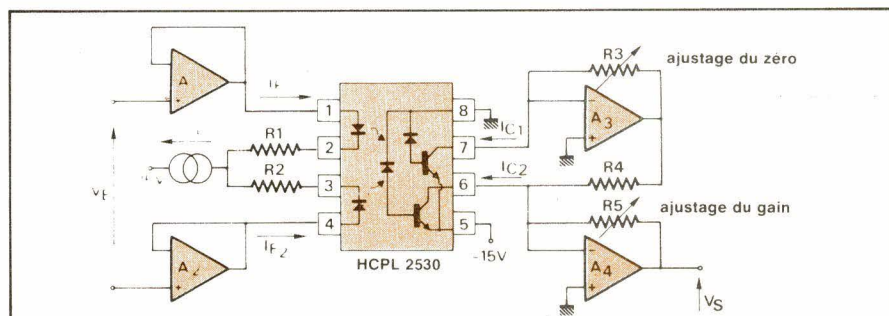 R3
ajustage du zéro
A
IF
1
8
A3
2
R1
IC1
7
R2
IC2
3
6
R4
VE
R5
ajustage du gain
4
5
IF2
-15V
A2
HCPL 2530
A4
VS